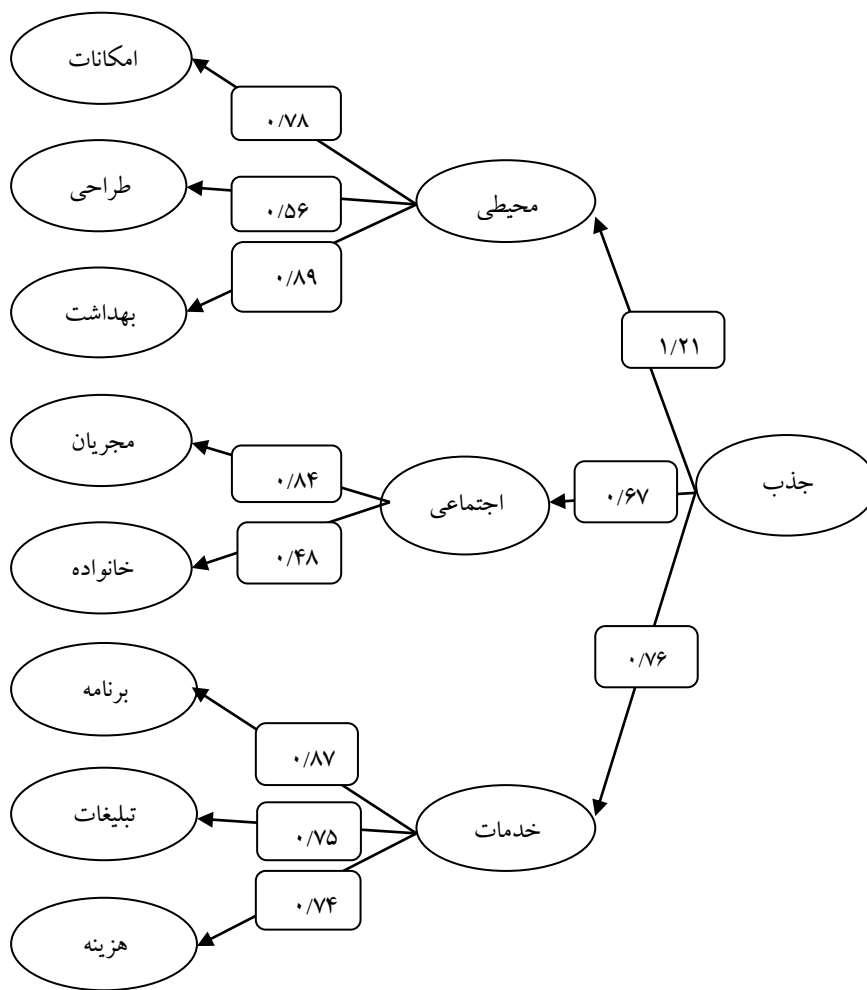 امکانات
۰/۷۸
طراحی
۰/۵۶
محیطی
۰/۸۹
بهداشت
۱/۲۱
مجریان
۰/۸۴
جذب
۰/۶۷
اجتماعی
۰/۴۸
خانواده
۰/۷۶
برنامه
۰/۸۷
تبلیغات
۰/۷۵
خدمات
۰/۷۴
هزینه